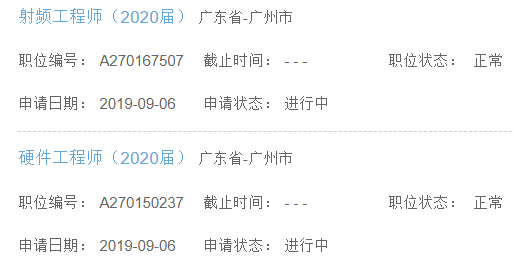 射频工程师（2020届） 广东省-广州市
职位编号： A270167507 截止时间： - - - 职位状态： 正常
申请日期： 2019-09-06 申请状态： 进行中
硬件工程师（2020届） 广东省-广州市
职位编号： A270150237 截止时间： - - - 职位状态： 正常
申请日期： 2019-09-06 申请状态： 进行中